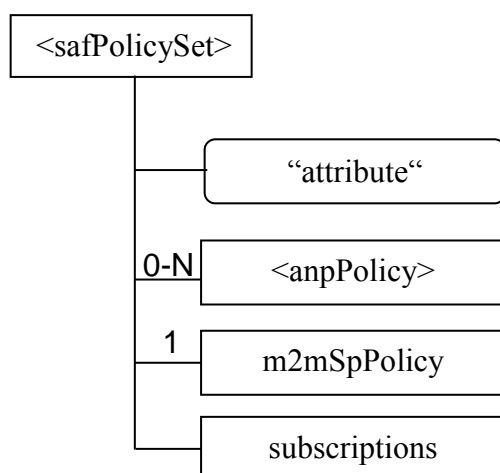 <safPolicySet>
“attribute“
0-N
<anpPolicy>
1
m2mSpPolicy
subscriptions